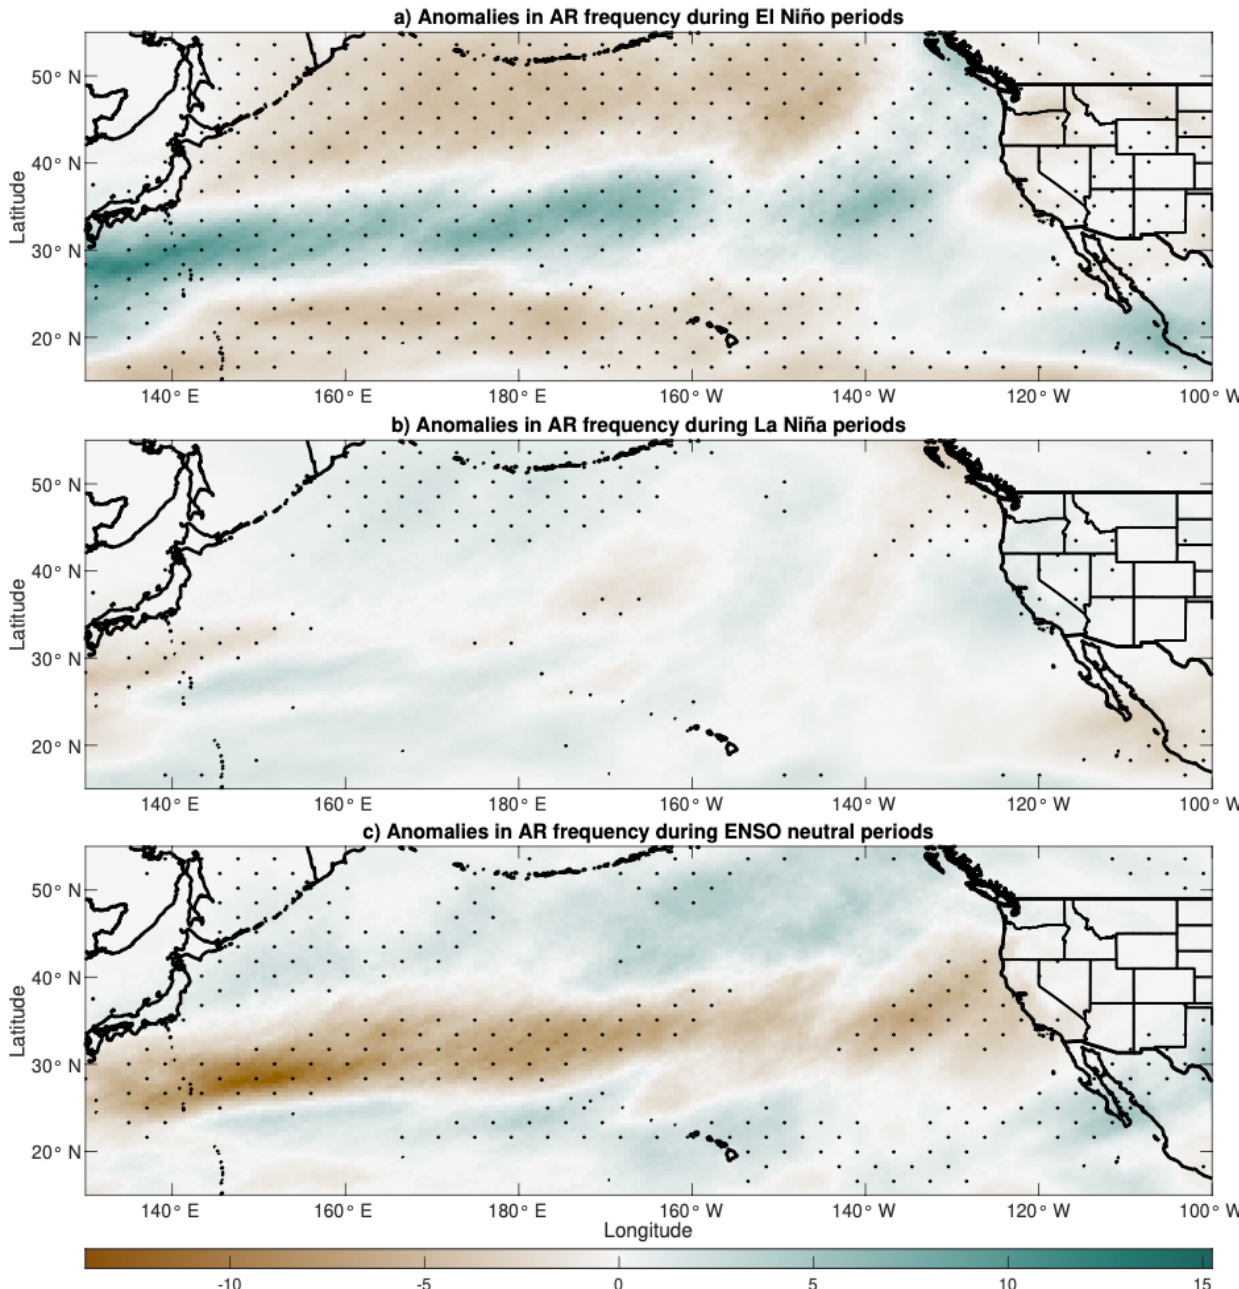 a) Anomalies in AR frequency during El Niño periods
50° N
40° N
30° N
20° N
Latitude
140° E
160° E
180° E
160° W
140° W
120° W
100° W
b) Anomalies in AR frequency during La Niña periods
50° N
40° N
30° N
20° N
Latitude
140° E
160° E
180° E
160° W
140° W
120° W
100° W
c) Anomalies in AR frequency during ENSO neutral periods
50° N
40° N
30° N
20° N
Latitude
140° E
160° E
180° E
160° W
140° W
120° W
100° W
Longitude
-10
-5
0
5
10
15